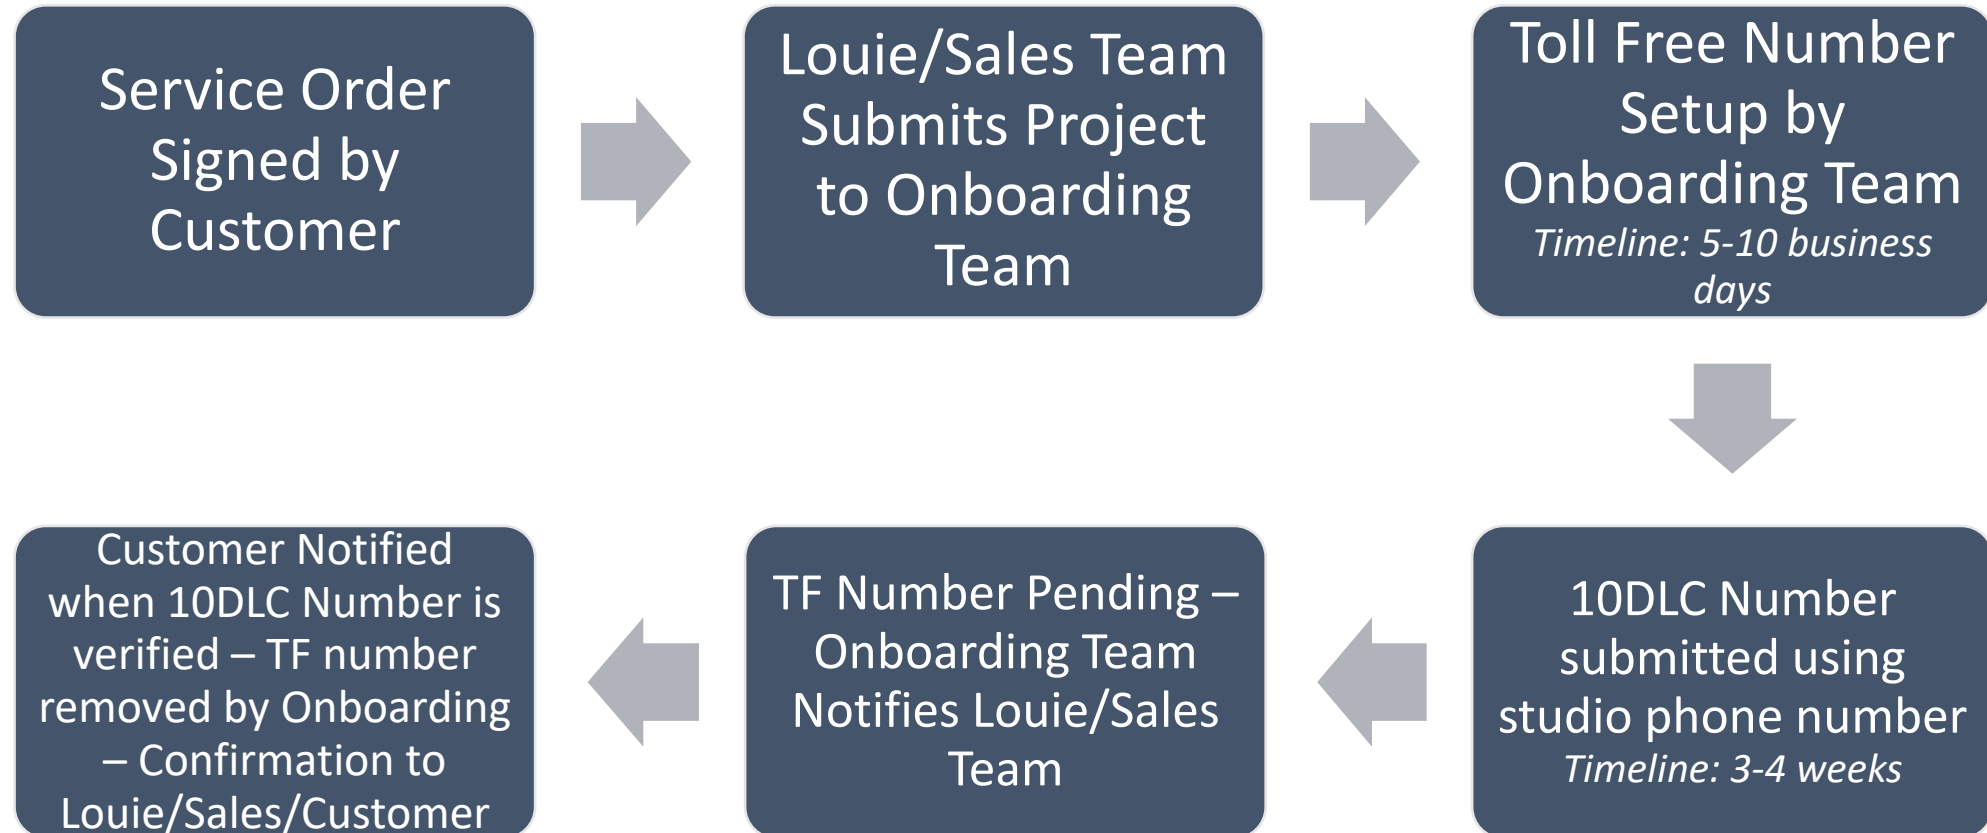 Service Order
Signed by
Customer
Louie/Sales Team
Submits Project
to Onboarding
Team
Toll Free Number
Setup by
Onboarding Team
Timeline: 5-10 business
days
10DLC Number
submitted using
studio phone number
Timeline: 3-4 weeks
TF Number Pending –
Onboarding Team
Notifies Louie/Sales
Team
Customer Notified
when 10DLC Number is
verified – TF number
removed by Onboarding
– Confirmation to
Louie/Sales/Customer